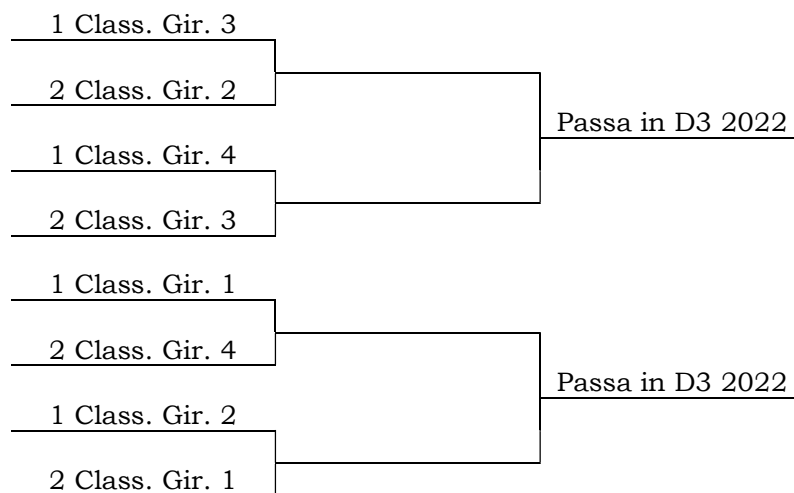 1 Class. Gir. 3
2 Class. Gir. 2
Passa in D3 2022
1 Class. Gir. 4
2 Class. Gir. 3
1 Class. Gir. 1
2 Class. Gir. 4
Passa in D3 2022
1 Class. Gir. 2
2 Class. Gir. 1